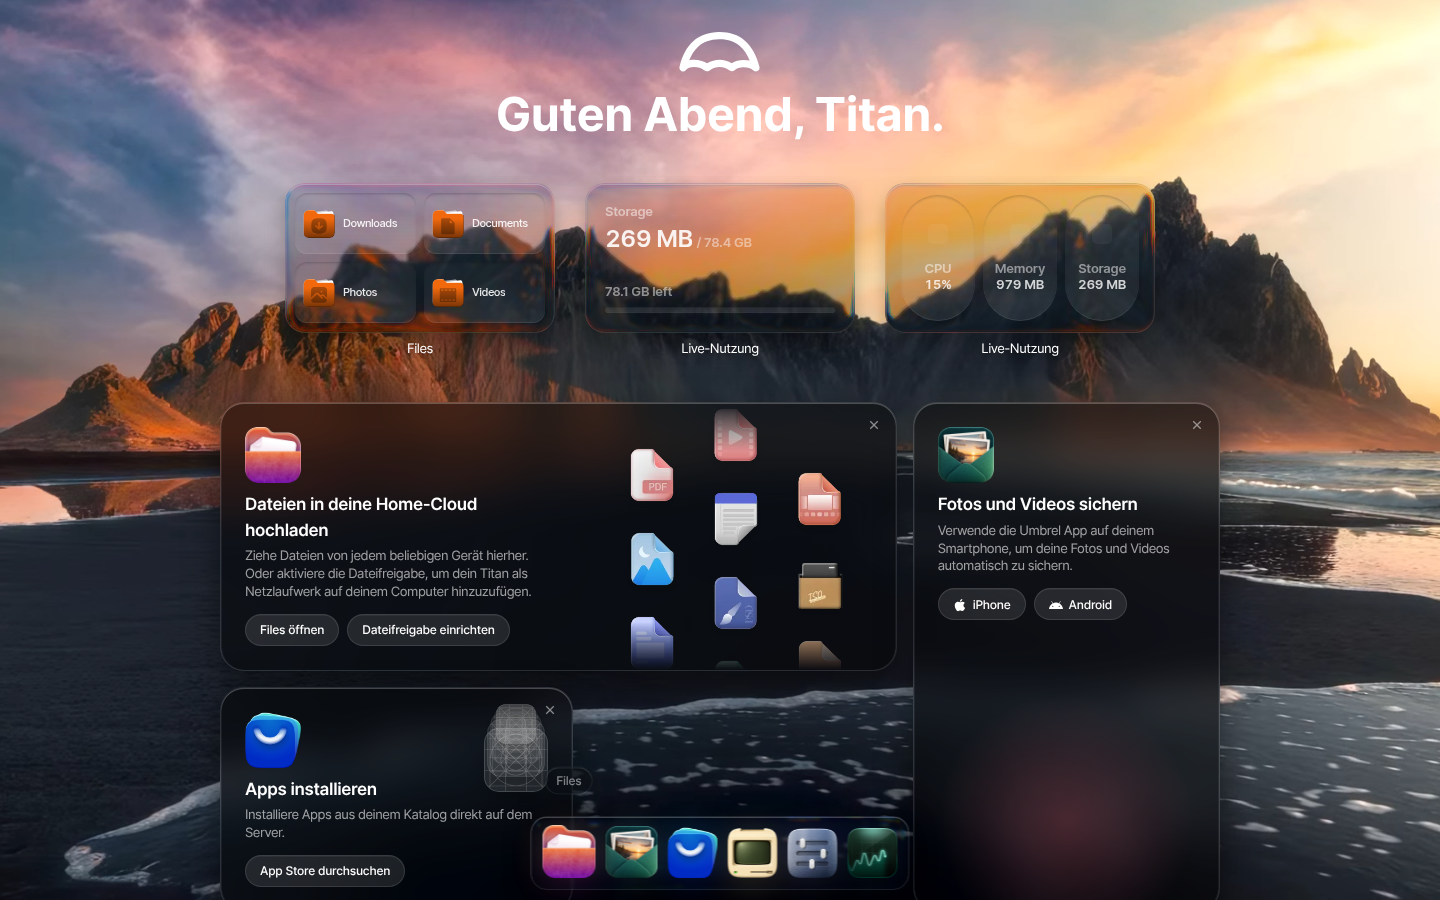 Guten Abend, Titan.
Downloads
Documents
Photos
Videos
Files
Storage
269 MB / 78.4 GB
78.1 GB left
Live-Nutzung
CPU
15%
Memory
979 MB
Storage
269 MB
Live-Nutzung
Dateien in deine Home-Cloud
hochladen
Ziehe Dateien von jedem beliebigen Gerät hierher.
Oder aktiviere die Dateifreigabe, um dein Titan als
Netzlaufwerk auf deinem Computer hinzuzufügen.
Files öffnen
Dateifreigabe einrichten
PDF
Fotos und Videos sichern
Verwende die Umbrel App auf deinem
Smartphone, um deine Fotos und Videos
automatisch zu sichern.
iPhone
Android
Apps installieren
Installiere Apps aus deinem Katalog direkt auf dem
Server.
App Store durchsuchen
Files